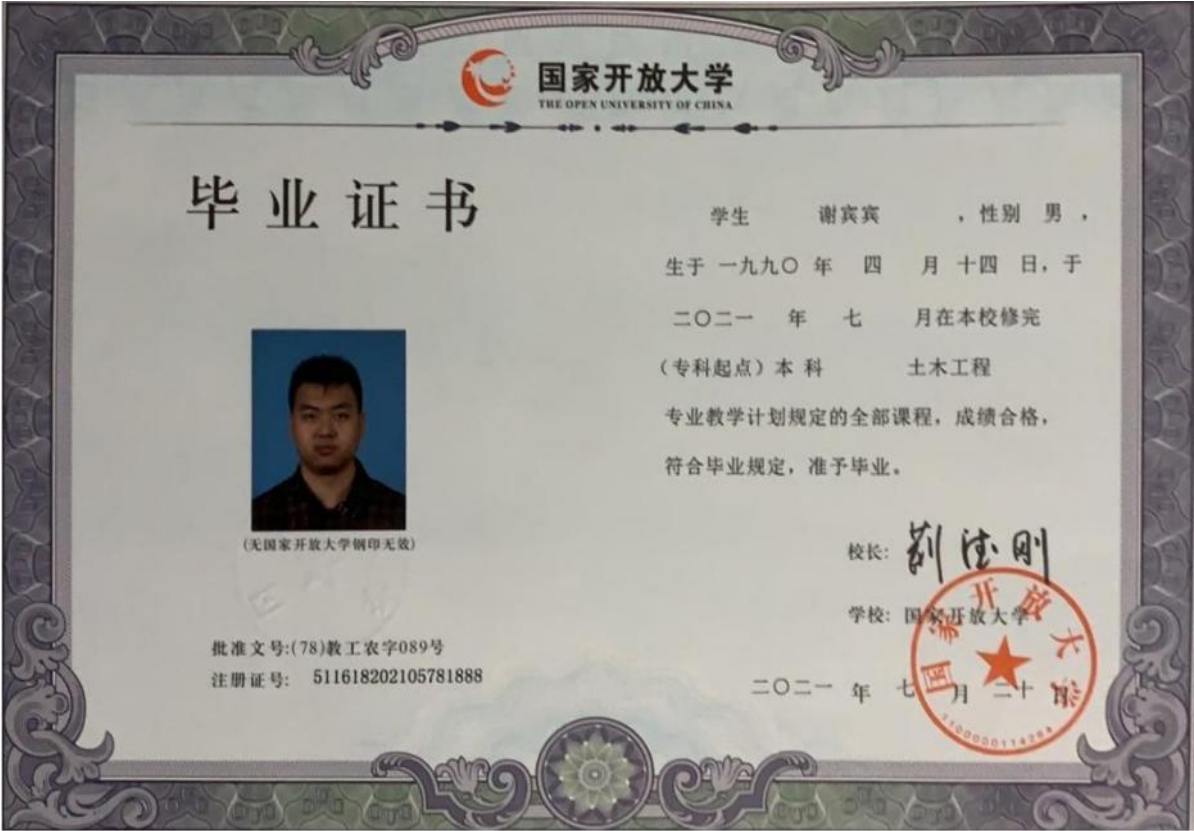 国家开放大学
THE OPEN UNIVERSITY OF CHINA
毕业证书
学生 谢宾宾 ，性别 男 ，
生于 一九九〇 年 四 月 十四 日，于
二〇二一 年 七 月在本校修完
（专科起点）本 科 土木工程
专业教学计划规定的全部课程，成绩合格，
符合毕业规定，准予毕业。
(无国家开放大学钢印无效)
校长:
学校: 国家开放大学
二〇二一 年 七 月 二十 日
国家开放大学
1100000114284
批准文号:(78)教工农字089号
注册证号: 511618202105781888